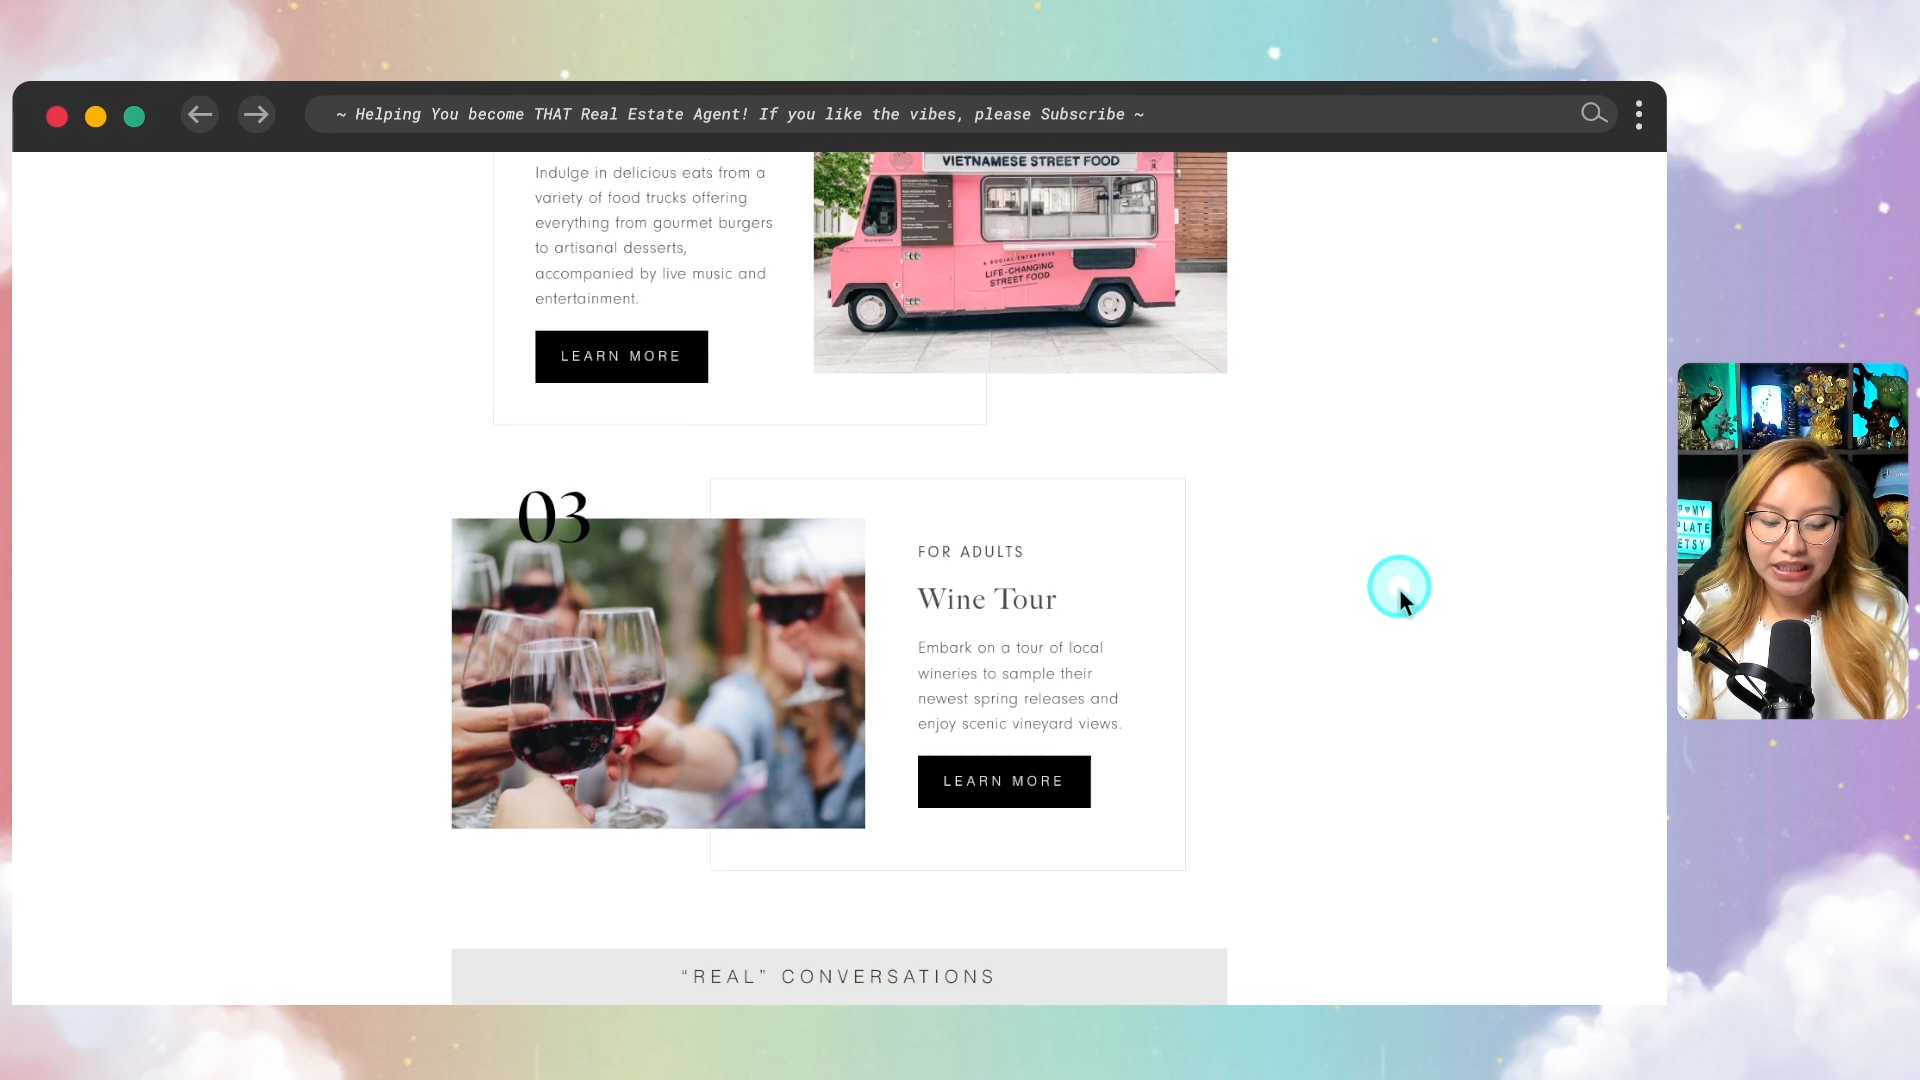 ~ Helping You become THAT Real Estate Agent! If you like the vibes, please Subscribe ~
Indulge in delicious eats from a
variety of food trucks offering
everything from gourmet burgers
to artisanal desserts,
accompanied by live music and
entertainment.
LEARN MORE
VIETNAMESE STREET FOOD
A SOCIAL ENTERPRISE
LIFE-CHANGING
STREET FOOD
03
FOR ADULTS
Wine Tour
Embark on a tour of local
wineries to sample their
newest spring releases and
enjoy scenic vineyard views.
LEARN MORE
“REAL” CONVERSATIONS